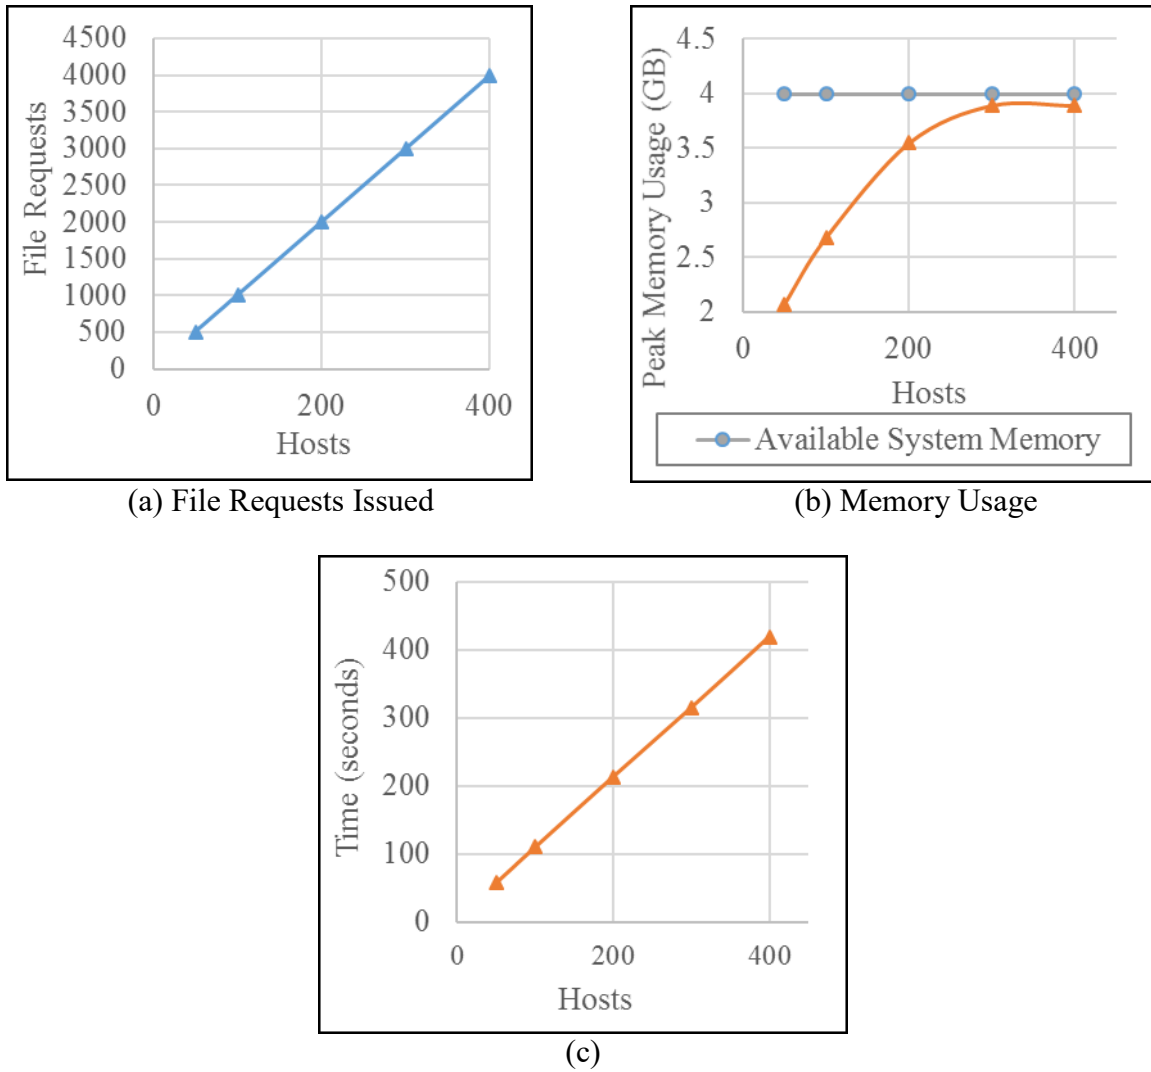 4500
4000
3500
3000
2500
2000
1500
1000
500
0
File Requests
0 200 400
Hosts
(a) File Requests Issued
4.5
4
3.5
3
2.5
2
Peak Memory Usage (GB)
0 200 400
Hosts
Available System Memory
(b) Memory Usage
500
400
300
200
100
0
Time (seconds)
0 200 400
Hosts
(c)